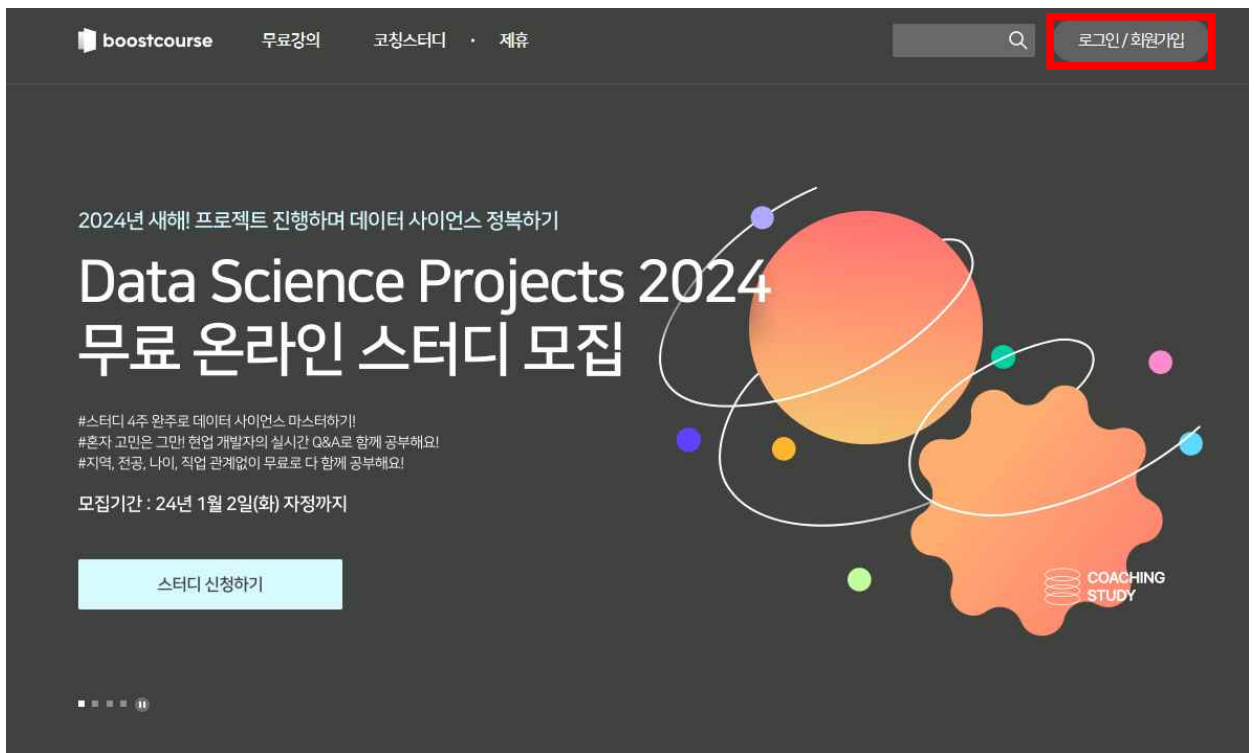 boostcourse 무료강의 코칭스터디 · 제휴 로그인/회원가입
2024년 새해! 프로젝트 진행하며 데이터 사이언스 정복하기
Data Science Projects 2024
무료 온라인 스터디 모집
#스터디 4주 완주로 데이터 사이언스 마스터하기!
#혼자 고민은 그만! 현업 개발자의 실시간 Q&A로 함께 공부해요!
#지역, 전공, 나이, 직업 관계없이 무료로 다 함께 공부해요!
모집기간 : 24년 1월 2일(화) 자정까지
스터디 신청하기
COACHING
STUDY